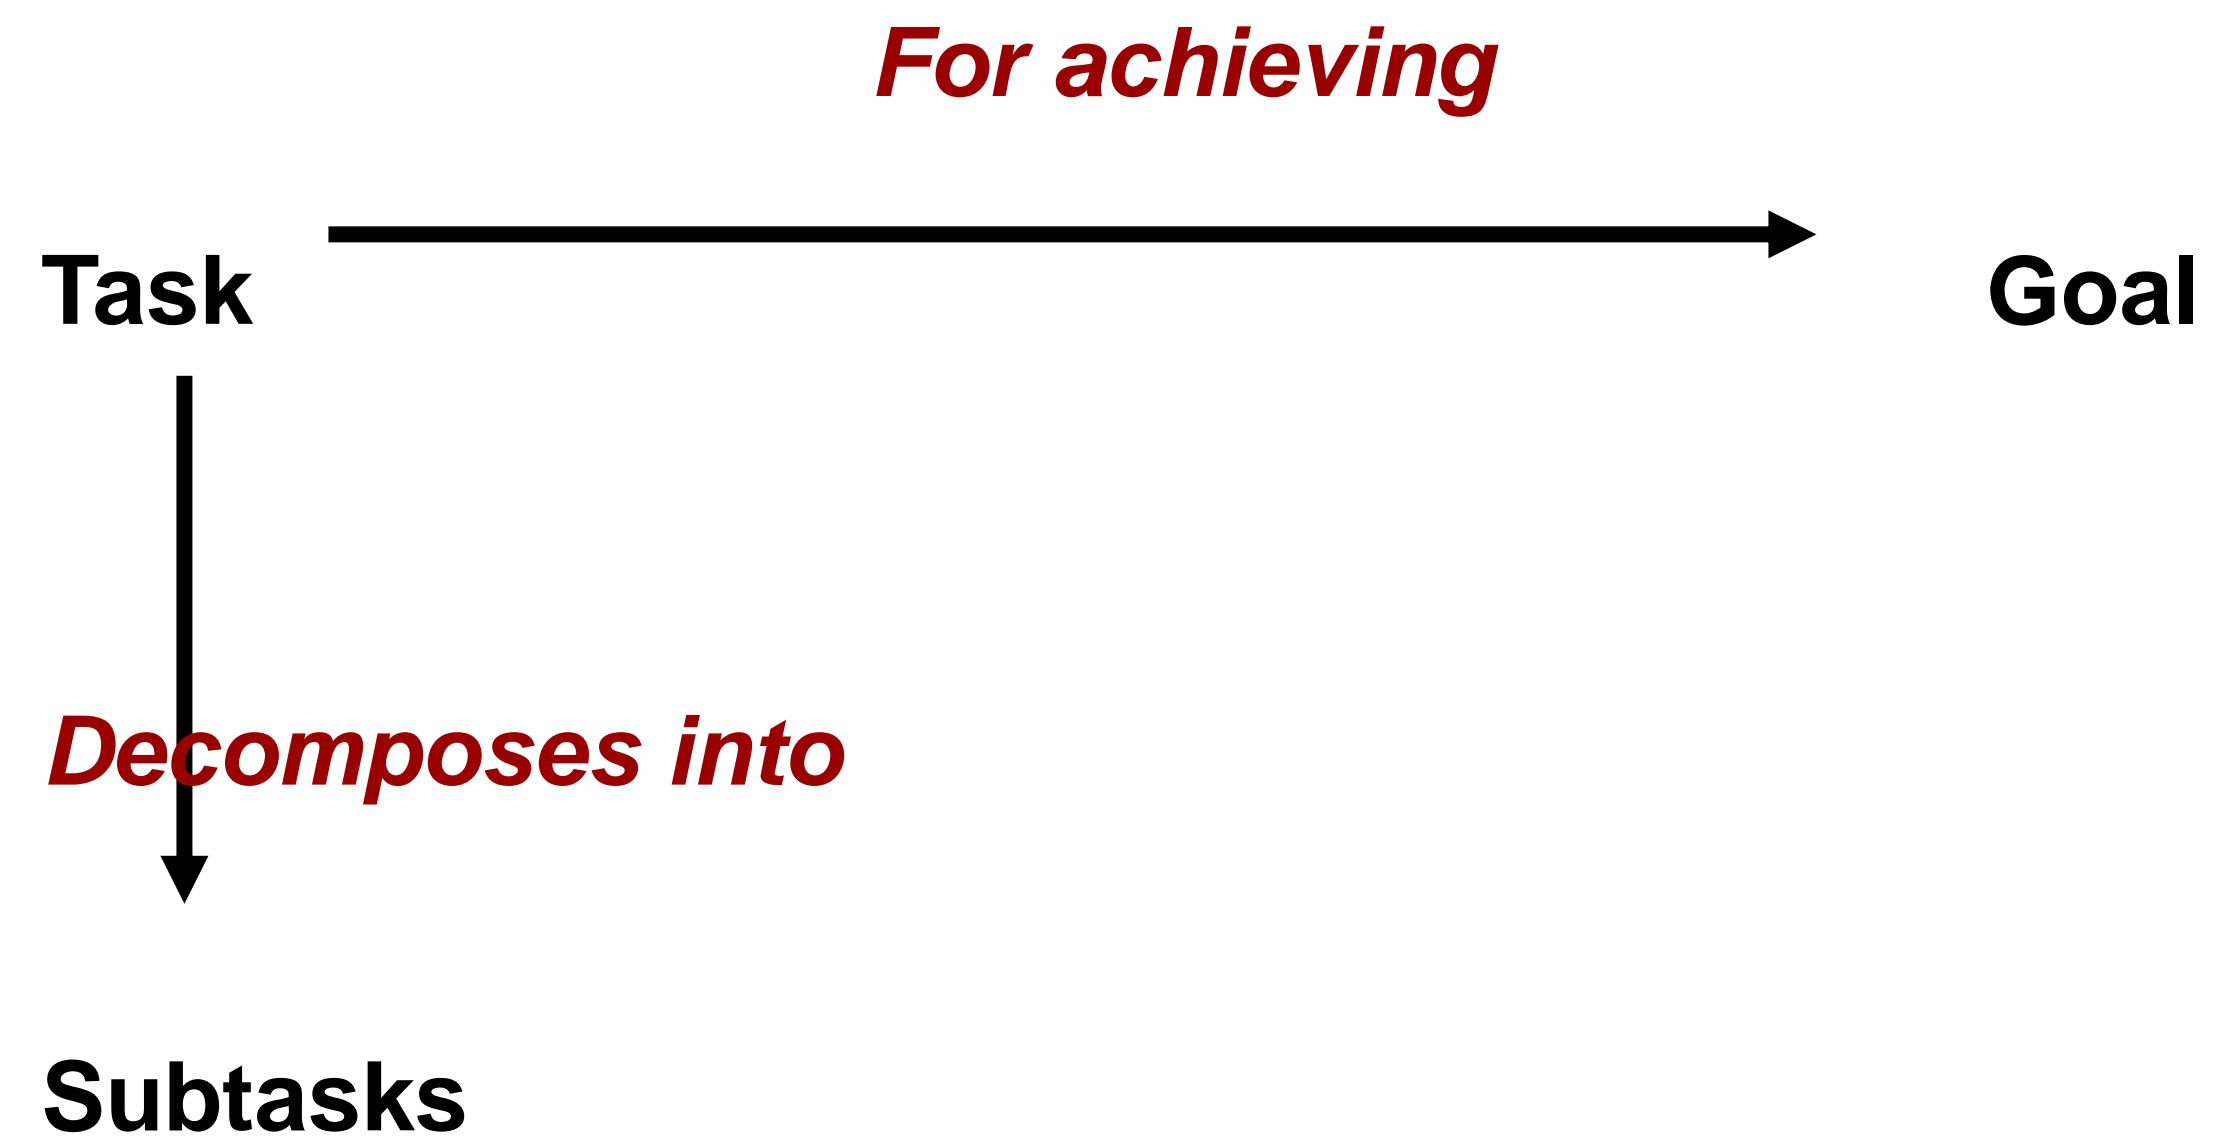 For achieving
Task
Goal
Decomposes into
Subtasks